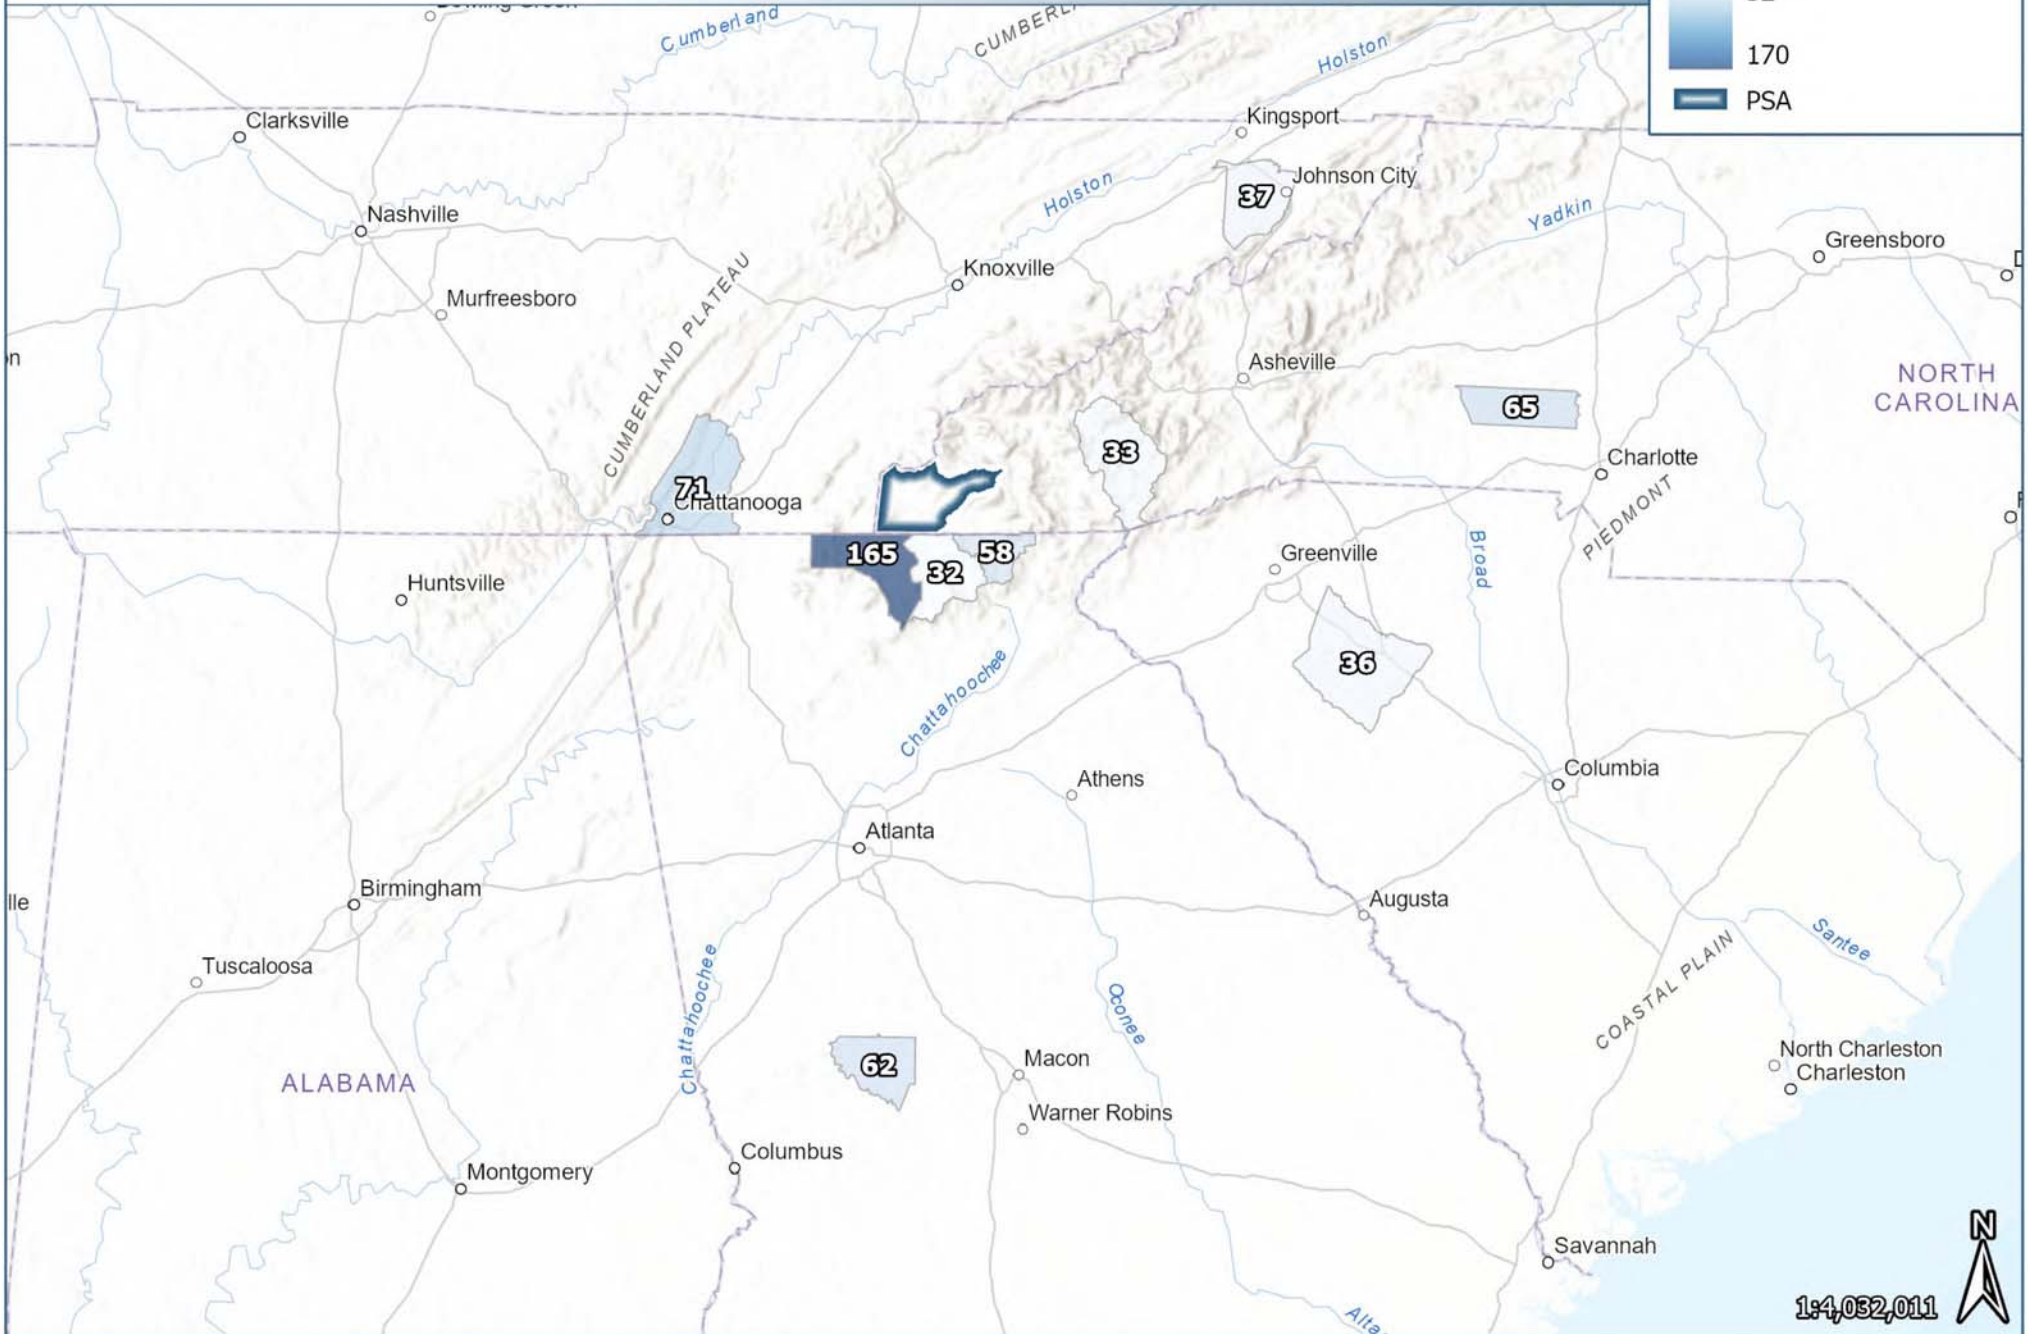 Cumberland
170
PSA
Holston
Clarksville
Kingsport
Johnson City
37
Holston
Nashville
Yadkin
Greensboro
Knoxville
Murfreesboro
CUMBERLAND PLATEAU
Asheville
NORTH
CAROLINA
65
33
Charlotte
71
Chattanooga
PIEDMONT
165
32
58
Greenville
Broad
Huntsville
36
Chattahoochee
Columbia
Athens
Atlanta
Birmingham
Augusta
lle
Santee
Tuscaloosa
COASTAL PLAIN
Chattahoochee
Oconee
North Charleston
Charleston
62
Macon
ALABAMA
Warner Robins
Columbus
Montgomery
N
Savannah
1:4,032,011